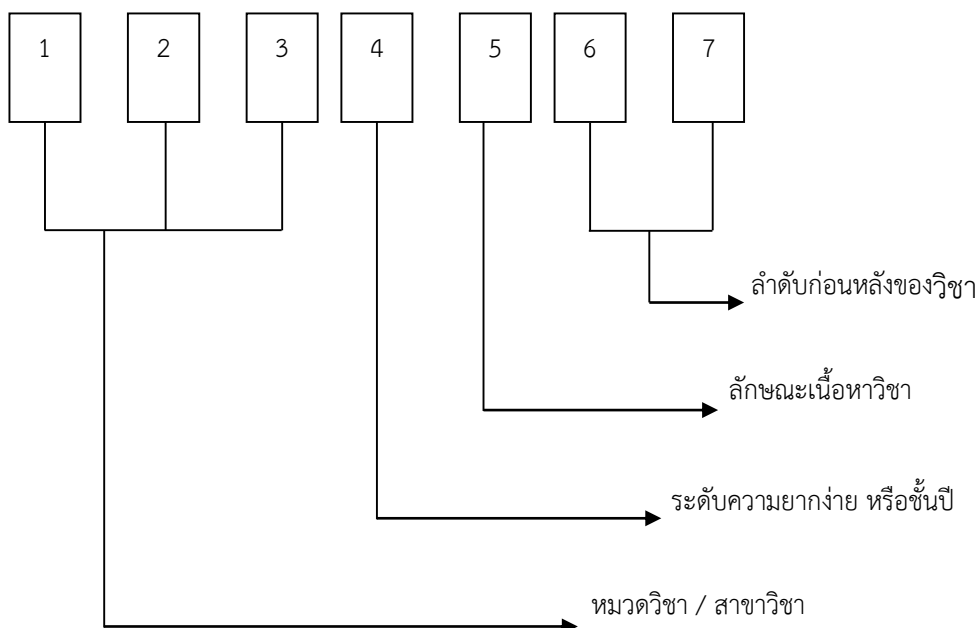 1 2 3 4 5 6 7
ลำดับก่อนหลังของวิชา
ลักษณะเนื้อหาวิชา
ระดับความยากง่าย หรือชั้นปี
หมวดวิชา / สาขาวิชา